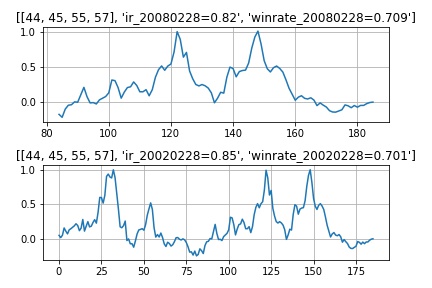 [[44, 45, 55, 57], 'ir_20080228=0.82', 'winrate_20080228=0.709']
1.0
0.5
0.0
80 100 120 140 160 180
[[44, 45, 55, 57], 'ir_20020228=0.85', 'winrate_20020228=0.701']
1.0
0.5
0.0
0 25 50 75 100 125 150 175